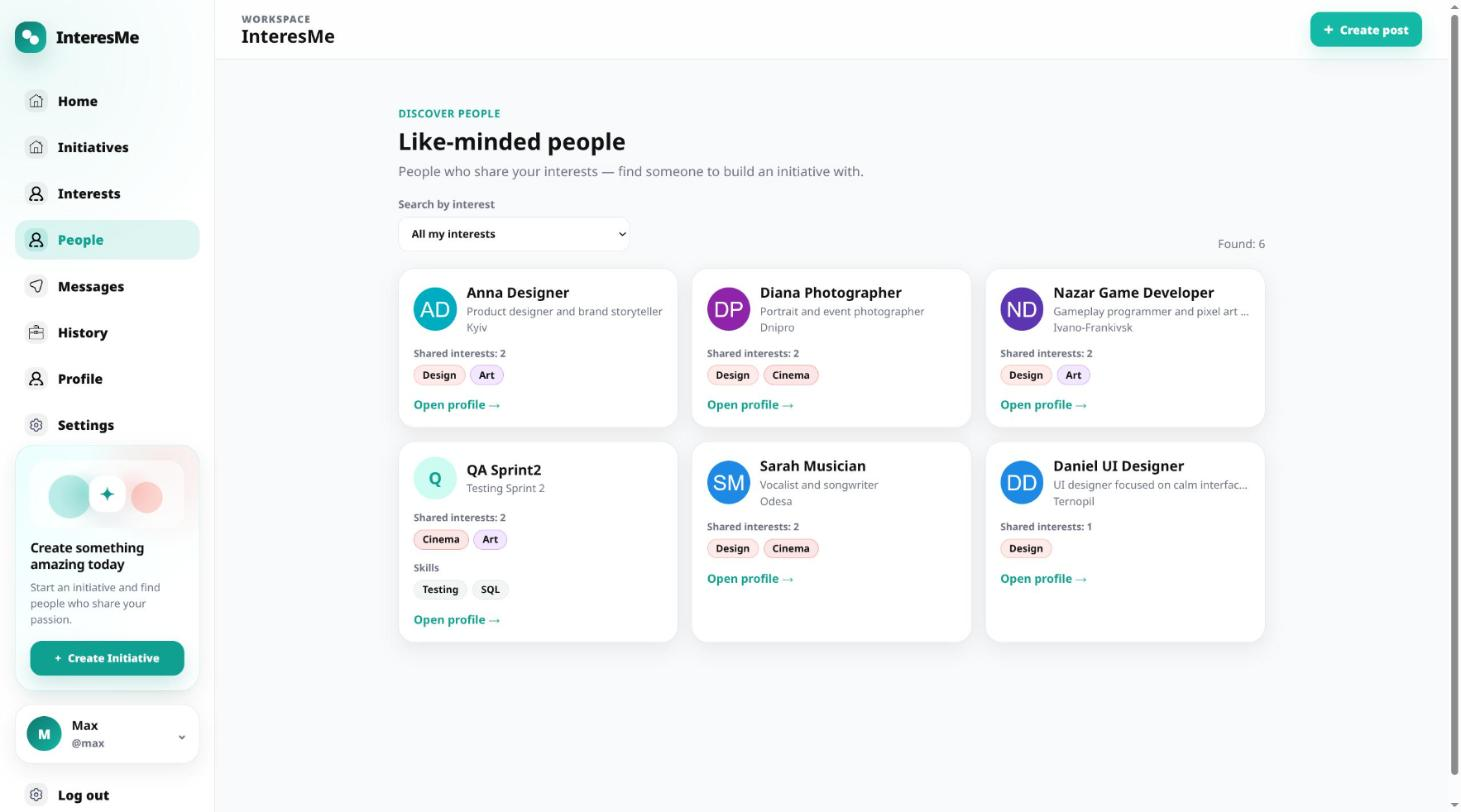 InteresMe
Home
Initiatives
Interests
People
Messages
History
Profile
Settings
Create something
amazing today
Start an initiative and find
people who share your
passion.
+ Create Initiative
M
Max
@max
Log out
WORKSPACE
InteresMe
+ Create post
DISCOVER PEOPLE
Like-minded people
People who share your interests — find someone to build an initiative with.
Search by interest
All my interests
Found: 6
AD
Anna Designer
Product designer and brand storyteller
Kyiv
Shared interests: 2
Design Art
Open profile →
DP
Diana Photographer
Portrait and event photographer
Dnipro
Shared interests: 2
Design Cinema
Open profile →
ND
Nazar Game Developer
Gameplay programmer and pixel art ...
Ivano-Frankivsk
Shared interests: 2
Design Art
Open profile →
Q
QA Sprint2
Testing Sprint 2
Shared interests: 2
Cinema Art
Skills
Testing SQL
Open profile →
SM
Sarah Musician
Vocalist and songwriter
Odesa
Shared interests: 2
Design Cinema
Open profile →
DD
Daniel UI Designer
UI designer focused on calm interfac...
Ternopil
Shared interests: 1
Design
Open profile →